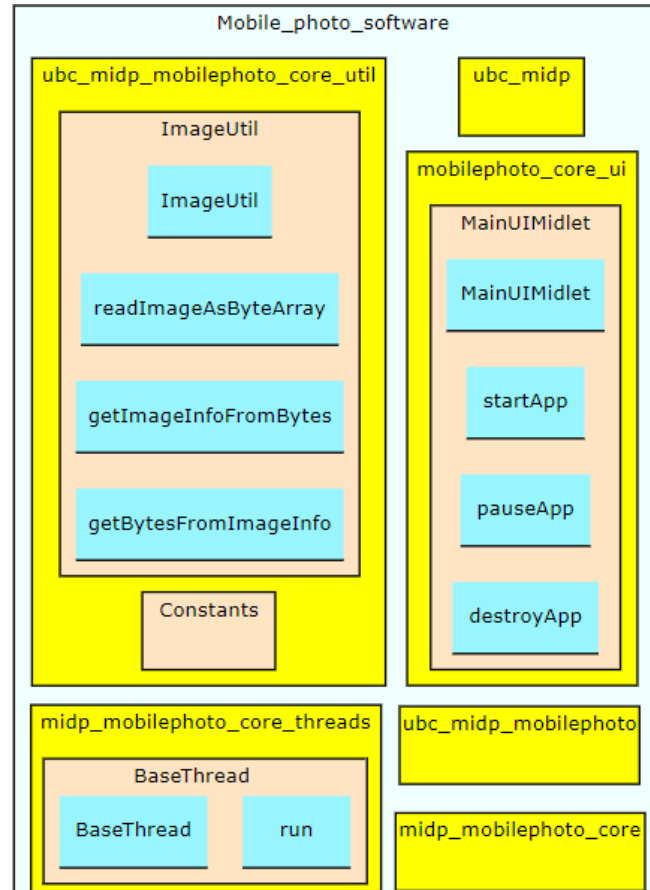 Mobile_photo_software
ubc_midp_mobilephoto_core_util
ImageUtil
ImageUtil
readImageAsByteArray
getImageInfoFromBytes
getBytesFromImageInfo
Constants
ubc_midp
mobilephoto_core_ui
MainUIMidlet
MainUIMidlet
startApp
pauseApp
destroyApp
midp_mobilephoto_core_threads
BaseThread
BaseThread
run
ubc_midp_mobilephoto
midp_mobilephoto_core